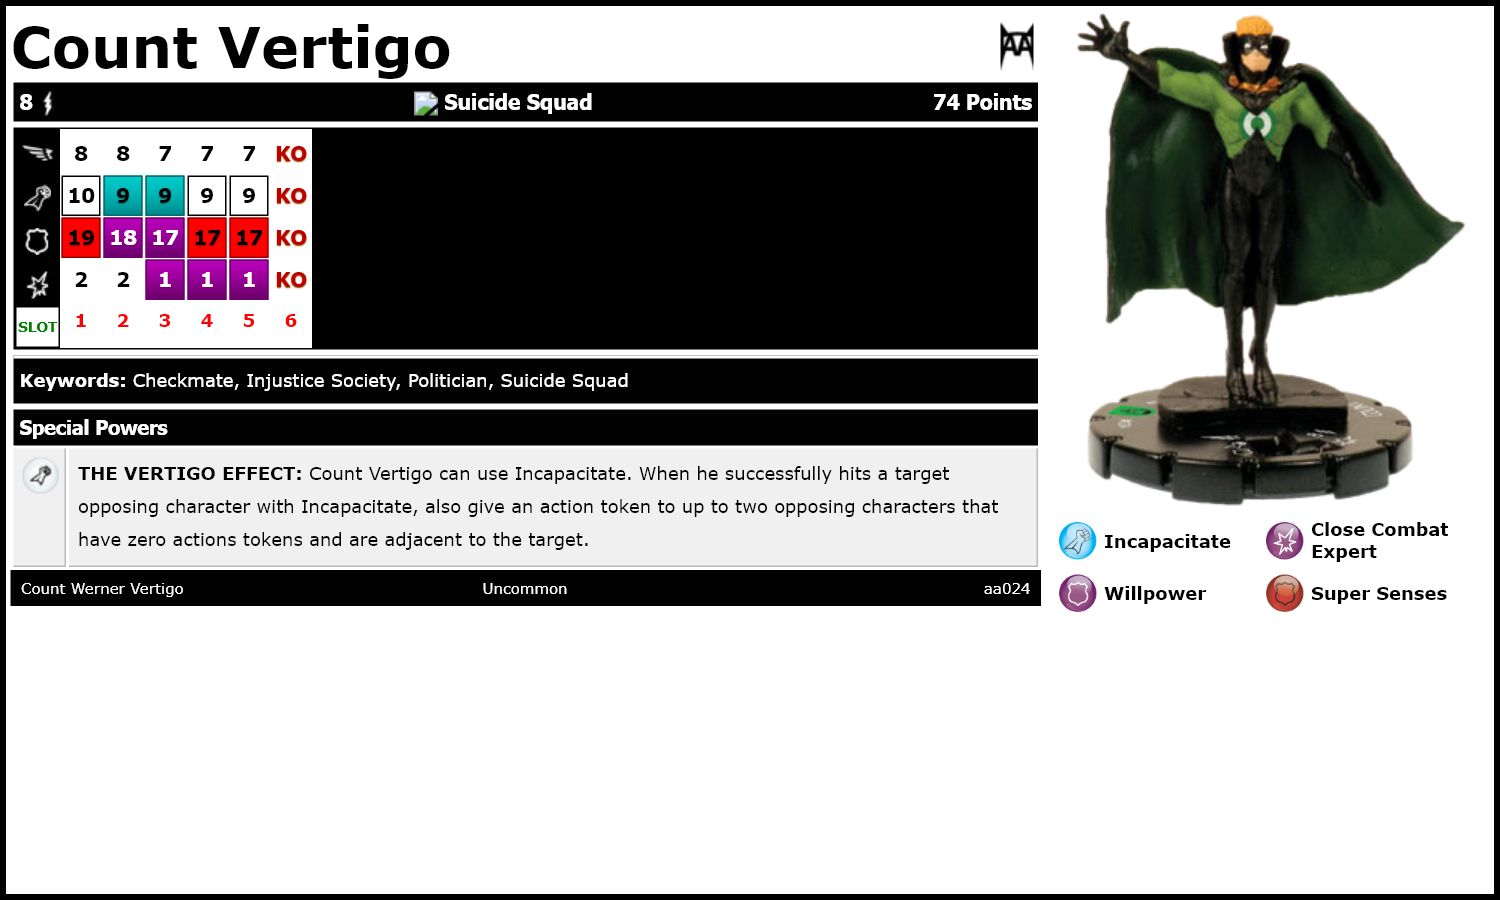 Count Vertigo
8 Suicide Squad 74 Points
8 8 7 7 7 KO
10 9 9 9 9 KO
19 18 17 17 17 KO
2 2 1 1 1 KO
SLOT 1 2 3 4 5 6
Keywords: Checkmate, Injustice Society, Politician, Suicide Squad
Special Powers
THE VERTIGO EFFECT: Count Vertigo can use Incapacitate. When he successfully hits a target
opposing character with Incapacitate, also give an action token to up to two opposing characters that
have zero actions tokens and are adjacent to the target.
Count Werner Vertigo Uncommon aa024
Incapacitate
Close Combat
Expert
Willpower
Super Senses